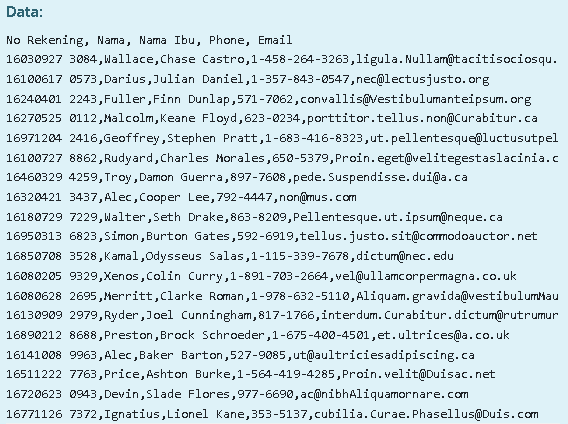 Data:
No Rekening, Nama, Nama Ibu, Phone, Email
16030927 3084,Wallace,Chase Castro,1-458-264-3263,ligula.Nullam@tacitisociosqu.
16100617 0573,Darius,Julian Daniel,1-357-843-0547,nec@lectusjusto.org
16240401 2243,Fuller,Finn Dunlap,571-7062,convallis@Vestibulumanteipsum.org
16270525 0112,Malcolm,Keane Floyd,623-0234,porttitor.tellus.non@Curabitur.ca
16971204 2416,Geoffrey,Stephen Pratt,1-683-416-8323,ut.pellentesque@luctusutpel
16100727 8862,Rudyard,Charles Morales,650-5379,Proin.eget@velitegestaslacinia.c
16460329 4259,Troy,Damon Guerra,897-7608,pede.Suspendisse.dui@a.ca
16320421 3437,Alec,Cooper Lee,792-4447,non@mus.com
16180729 7229,Walter,Seth Drake,863-8209,Pellentesque.ut.ipsum@neque.ca
16950313 6823,Simon,Burton Gates,592-6919,tellus.justo.sit@commodoauctor.net
16850708 3528,Kamal,Odysseus Salas,1-115-339-7678,dictum@nec.edu
16080205 9329,Xenos,Colin Curry,1-891-703-2664,vel@ullamcorpermagna.co.uk
16080628 2695,Merritt,Clarke Roman,1-978-632-5110,Aliquam.gravida@vestibulumMau
16130909 2979,Ryder,Joel Cunningham,817-1766,interdum.Curabitur.dictum@rutrumur
16890212 8688,Preston,Brock Schroeder,1-675-400-4501,et.ultrices@a.co.uk
16141008 9963,Alec,Baker Barton,527-9085,ut@aultriciesadipiscing.ca
16511222 7763,Price,Ashton Burke,1-564-419-4285,Proin.velit@Duisac.net
16720623 0943,Devin,Slade Flores,977-6690,ac@nibhAliquamornare.com
16771126 7372,Ignatius,Lionel Kane,353-5137,cubilia.Curae.Phasellus@Duis.com